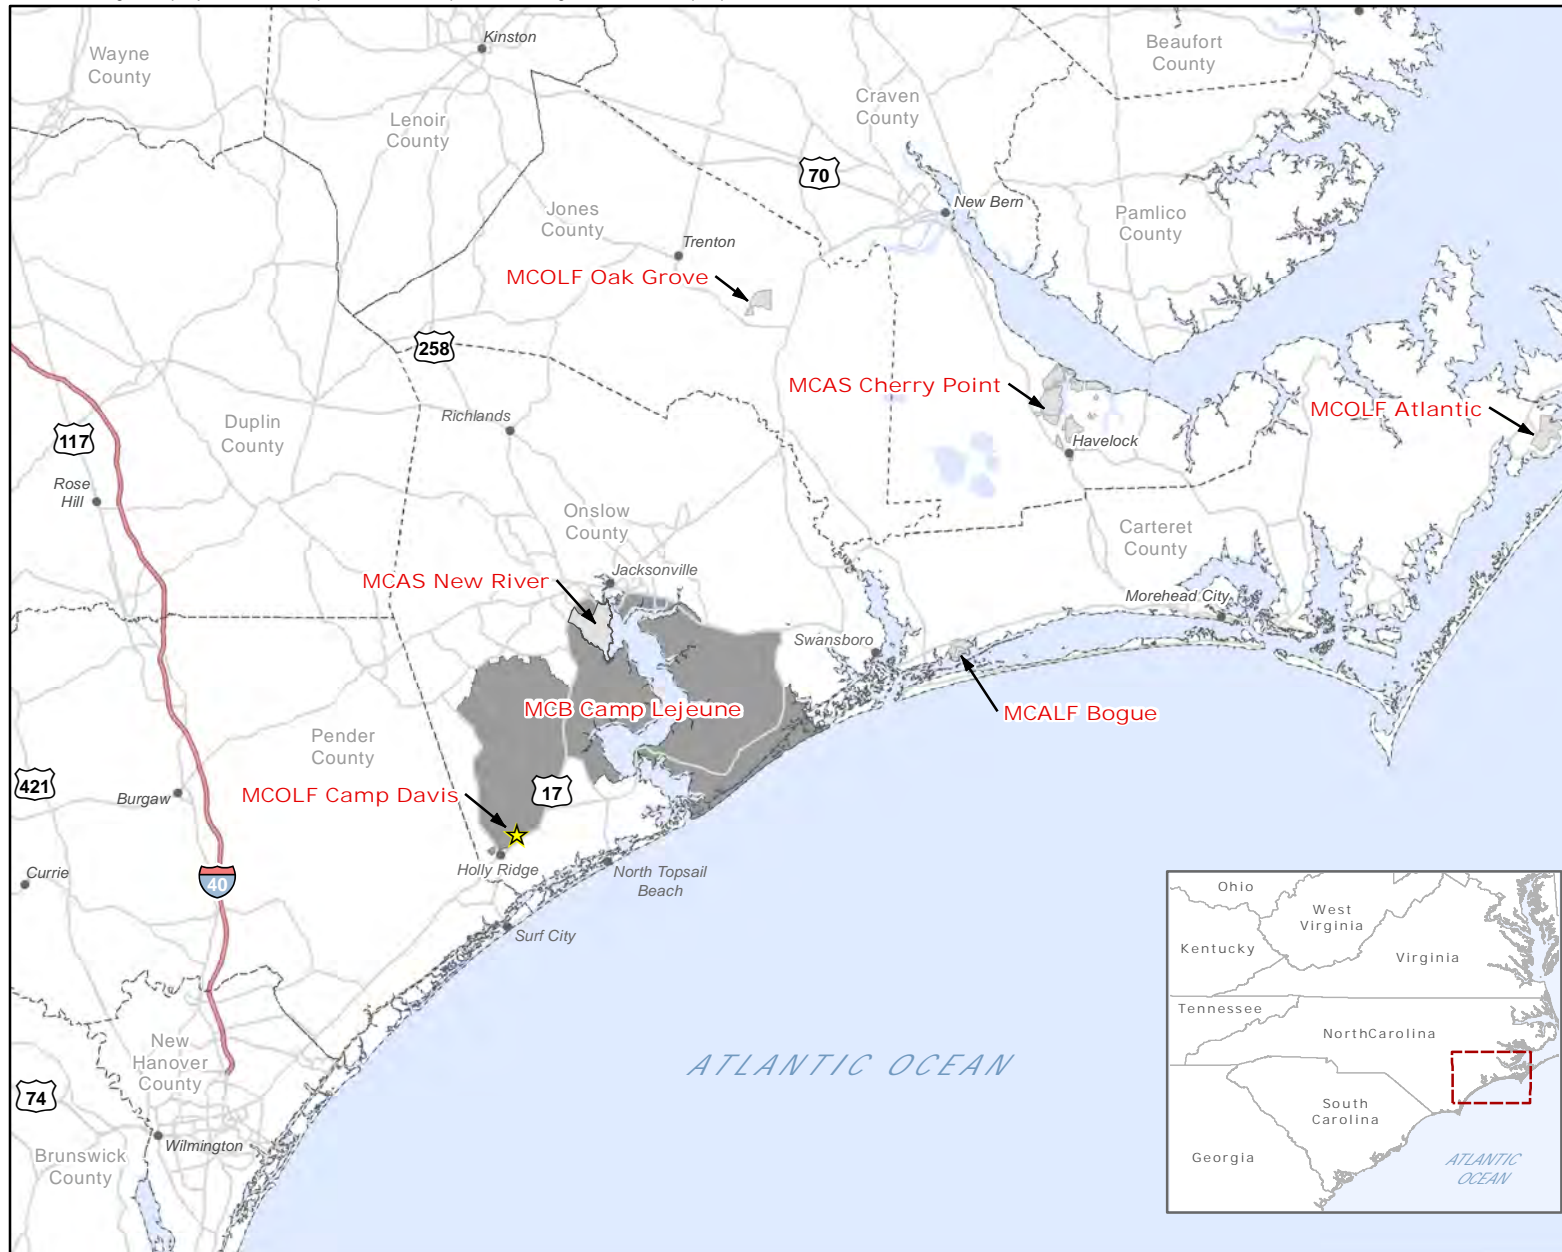 Kinston
Wayne
County
Beaufort
County
Craven
County
Lenoir
County
70
New Bern
Jones
County
Pamlico
County
Trenton
MCOLF Oak Grove
258
MCAS Cherry Point
MCOLF Atlantic
Richlands
Duplin
County
117
Havelock
Rose
Hill
Onslow
County
Carteret
County
MCAS New River
Jacksonville
Morehead City
Swansboro
MCB Camp Lejeune
MCALF Bogue
Pender
County
421
Burgaw
MCOLF Camp Davis
17
Holly Ridge
North Topsail
Beach
Currie
40
Surf City
New
Hanover
County
74
Wilmington
Brunswick
County
ATLANTIC OCEAN
Ohio
West
Virginia
Kentucky
Virginia
Tennessee
NorthCarolina
South
Carolina
Georgia
ATLANTIC
OCEAN